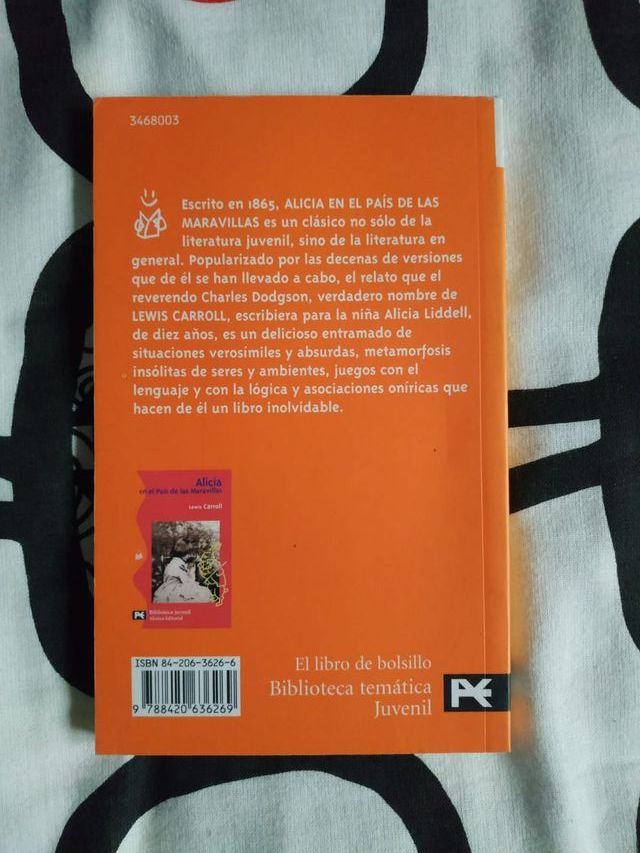 3468003
Escrito en 1865, ALICIA EN EL PAÍS DE LAS
MARAVILLAS es un clásico no sólo de la
literatura juvenil, sino de la literatura en
general. Popularizado por las decenas de versiones
que de él se han llevado a cabo, el relato que el
reverendo Charles Dodgson, verdadero nombre de
LEWIS CARROLL, escribiera para la niña Alicia Liddell,
de diez años, es un delicioso entramado de
situaciones verosímiles y absurdas, metamorfosis
insólitas de seres y ambientes, juegos con el
lenguaje y con la lógica y asociaciones oníricas que
hacen de él un libro inolvidable.
Alicia
en el País de las Maravillas
Lewis Carroll
Biblioteca juvenil
Alianza Editorial
ISBN 84-206-3626-6
9 788420 636269
El libro de bolsillo
Biblioteca temática
Juvenil